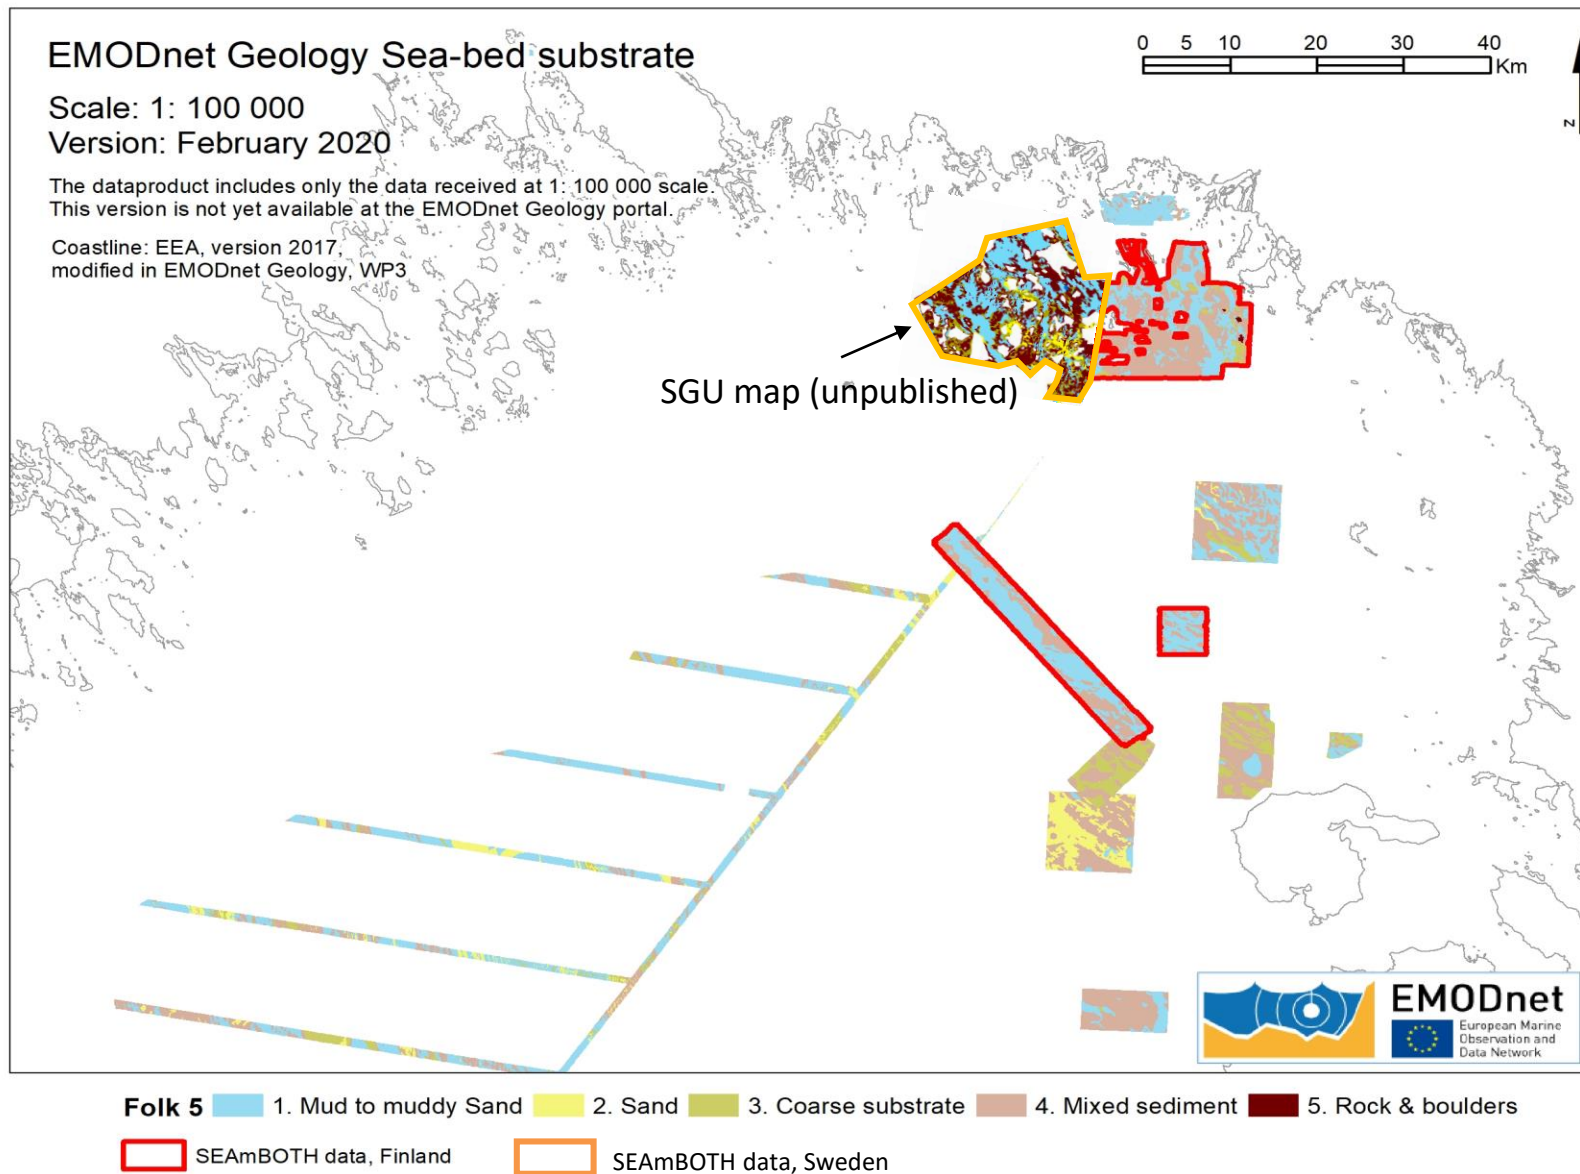 EMODnet Geology Sea-bed substrate
Scale: 1: 100 000
Version: February 2020
The dataproduct includes only the data received at 1: 100 000 scale.
This version is not yet available at the EMODnet Geology portal.
Coastline: EEA, version 2017,
modified in EMODnet Geology, WP3
0 5 10 20 30 40
Km
N
SGU map (unpublished)
EMODnet
European Marine
Observation and
Data Network
Folk 5 1. Mud to muddy Sand 2. Sand 3. Coarse substrate 4. Mixed sediment 5. Rock & boulders
SEAmBOTH data, Finland SEAmBOTH data, Sweden